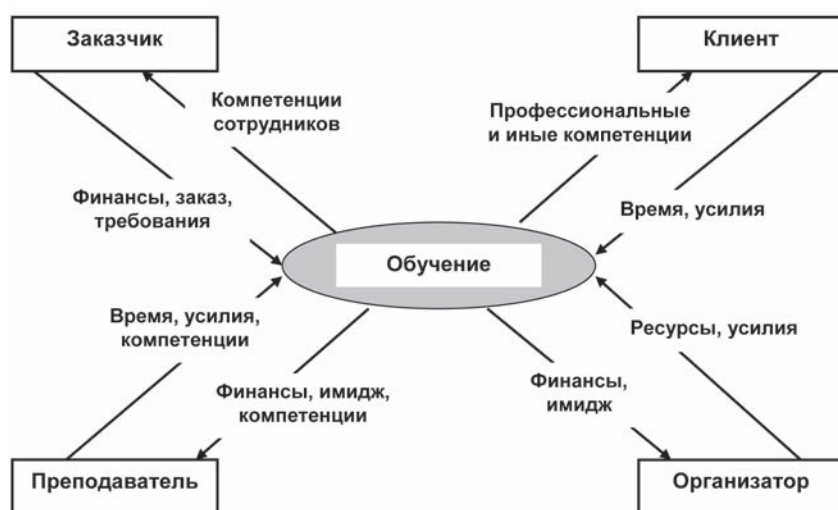 Заказчик
Клиент
Компетенции
сотрудников
Профессиональные
и иные компетенции
Финансы, заказ,
требования
Время, усилия
Обучение
Время, усилия,
компетенции
Ресурсы, усилия
Финансы, имидж,
компетенции
Финансы,
имидж
Преподаватель
Организатор